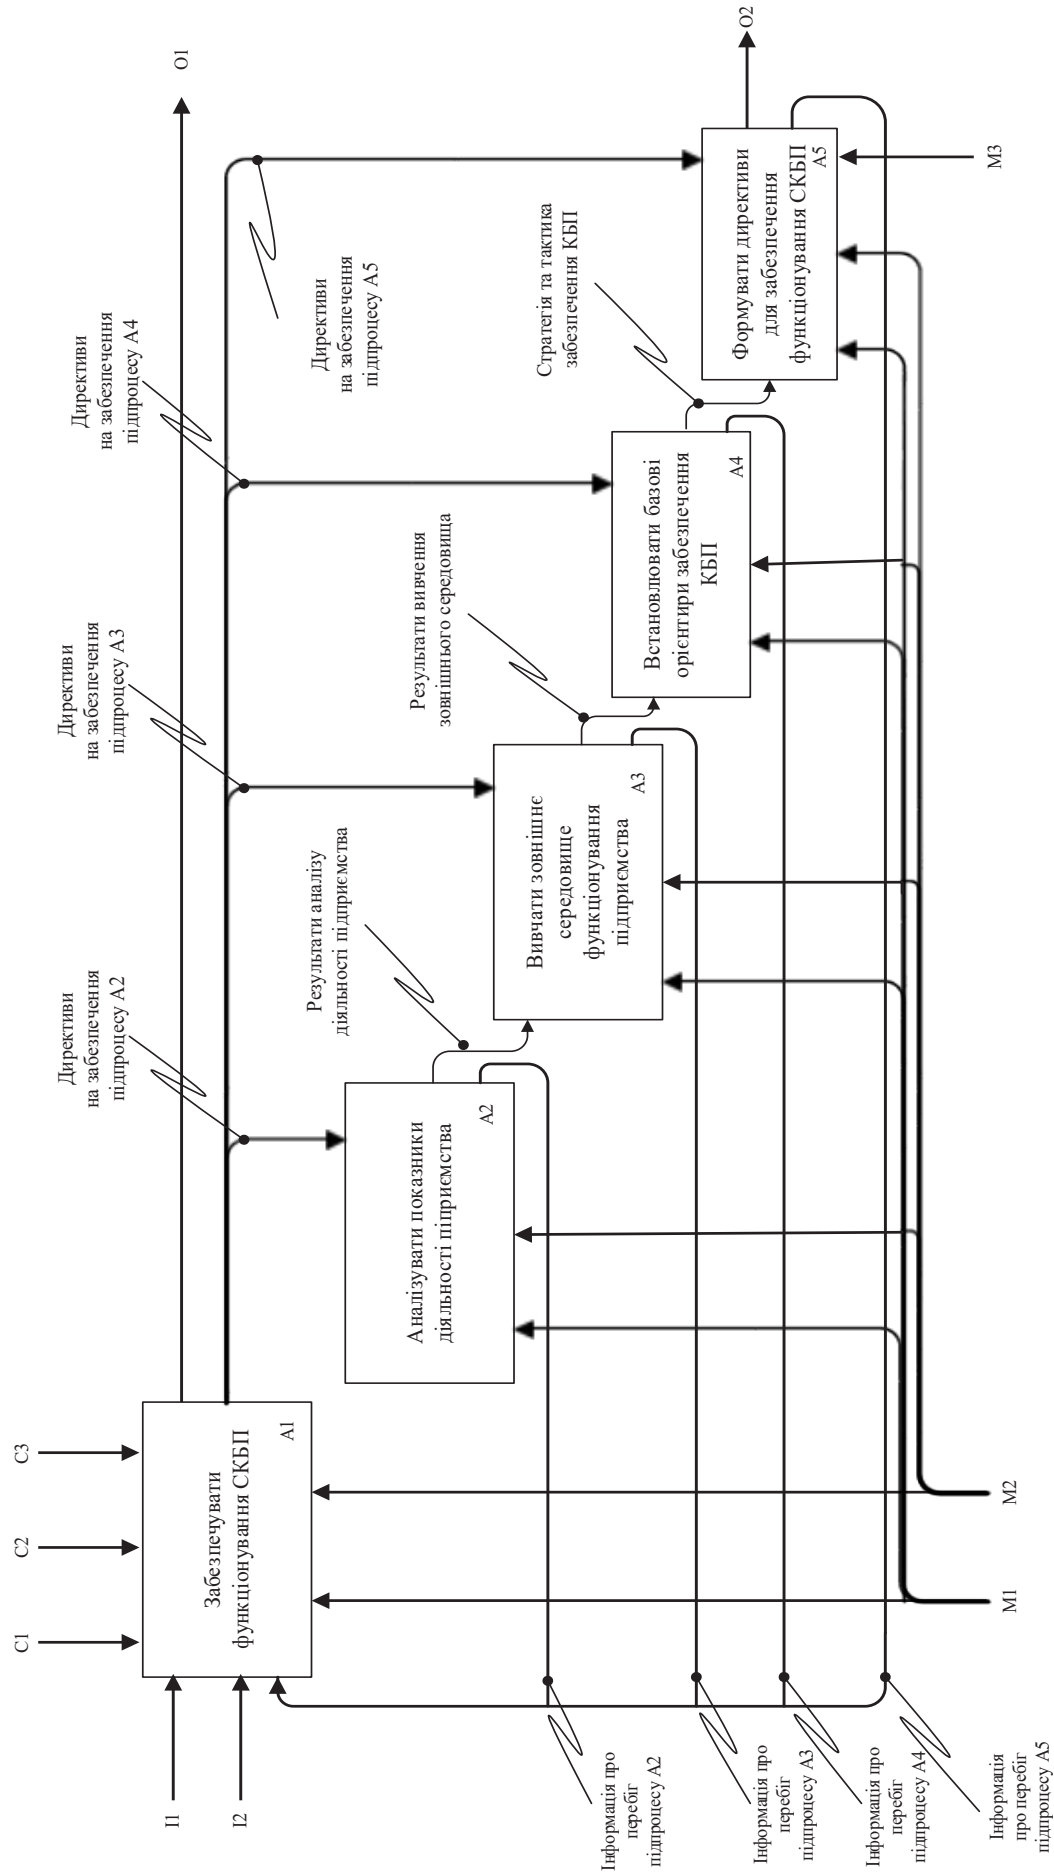 C1
C2
C3
I1
I2
Забезпечувати
функціонування СКБП
A1
O1
Директиви
на забезпечення
підпроцесу А2
Директиви
на забезпечення
підпроцесу А3
Директиви
на забезпечення
підпроцесу А4
Директиви
на забезпечення
підпроцесу А5
Аналізувати показники
діяльності піприємства
A2
Результати аналізу
діяльності підприємства
Вивчати зовнішнє
середовище
функціонування
підприємства
A3
Результати вивчення
зовнішнього середовища
Встановлювати базові
орієнтири забезпечення
КБП
A4
Стратегія та тактика
забезпечення КБП
Формувати директиви
для забезпечення
функціонування СКБП
A5
O2
Інформація про
перебіг
підпроцесу А2
Інформація про
перебіг
підпроцесу А3
Інформація про
перебіг
підпроцесу А4
Інформація
про перебіг
підпроцесу А5
M1
M2
M3